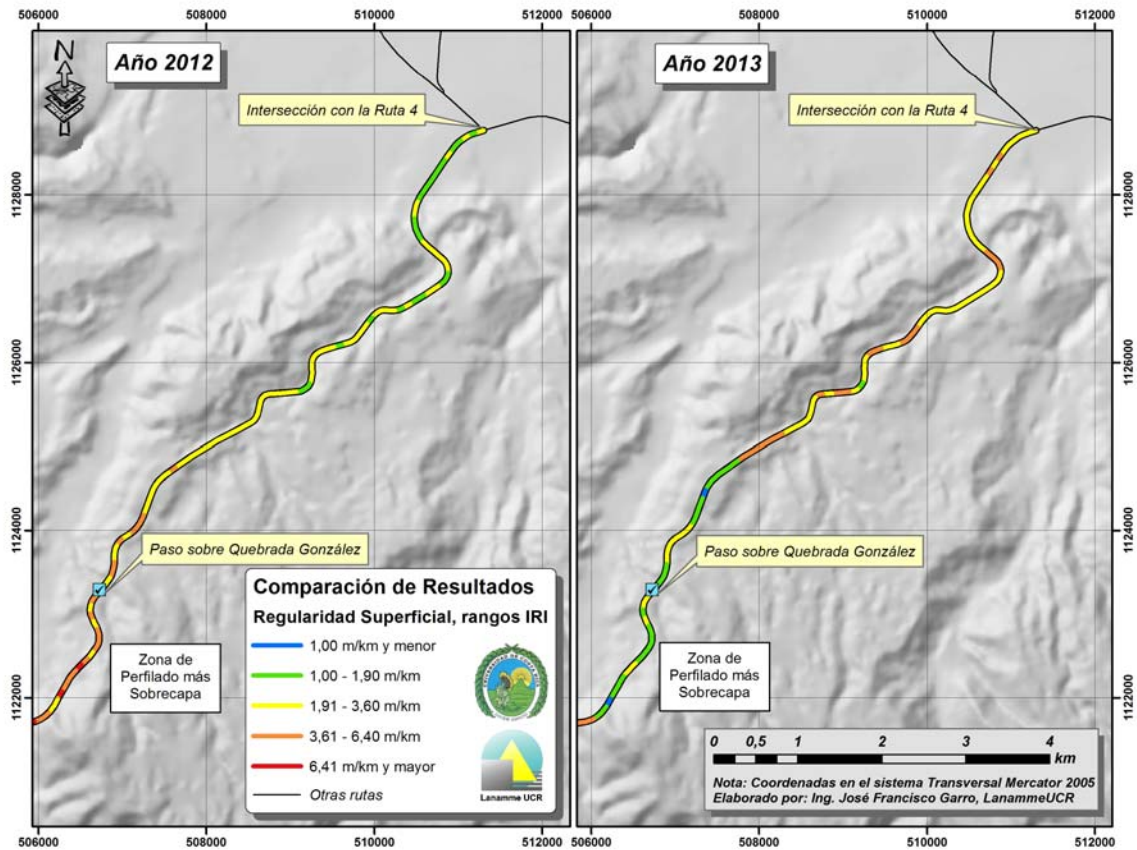 506000 508000 510000 512000 506000 508000 510000 512000
N
Año 2012
Año 2013
Intersección con la Ruta 4
Intersección con la Ruta 4
1128000
1128000
1126000
1126000
1124000
1124000
Paso sobre Quebrada González
Paso sobre Quebrada González
Comparación de Resultados
Regularidad Superficial, rangos IRI
1,00 m/km y menor
1,00 - 1,90 m/km
1,91 - 3,60 m/km
3,61 - 6,40 m/km
6,41 m/km y mayor
Otras rutas
Lanamme UCR
Zona de
Perfilado más
Sobrecapa
Zona de
Perfilado más
Sobrecapa
1122000
1122000
0 0,5 1 2 3 4
km
Nota: Coordenadas en el sistema Transversal Mercator 2005
Elaborado por: Ing. José Francisco Garro, LanammeUCR
506000 508000 510000 512000 506000 508000 510000 512000